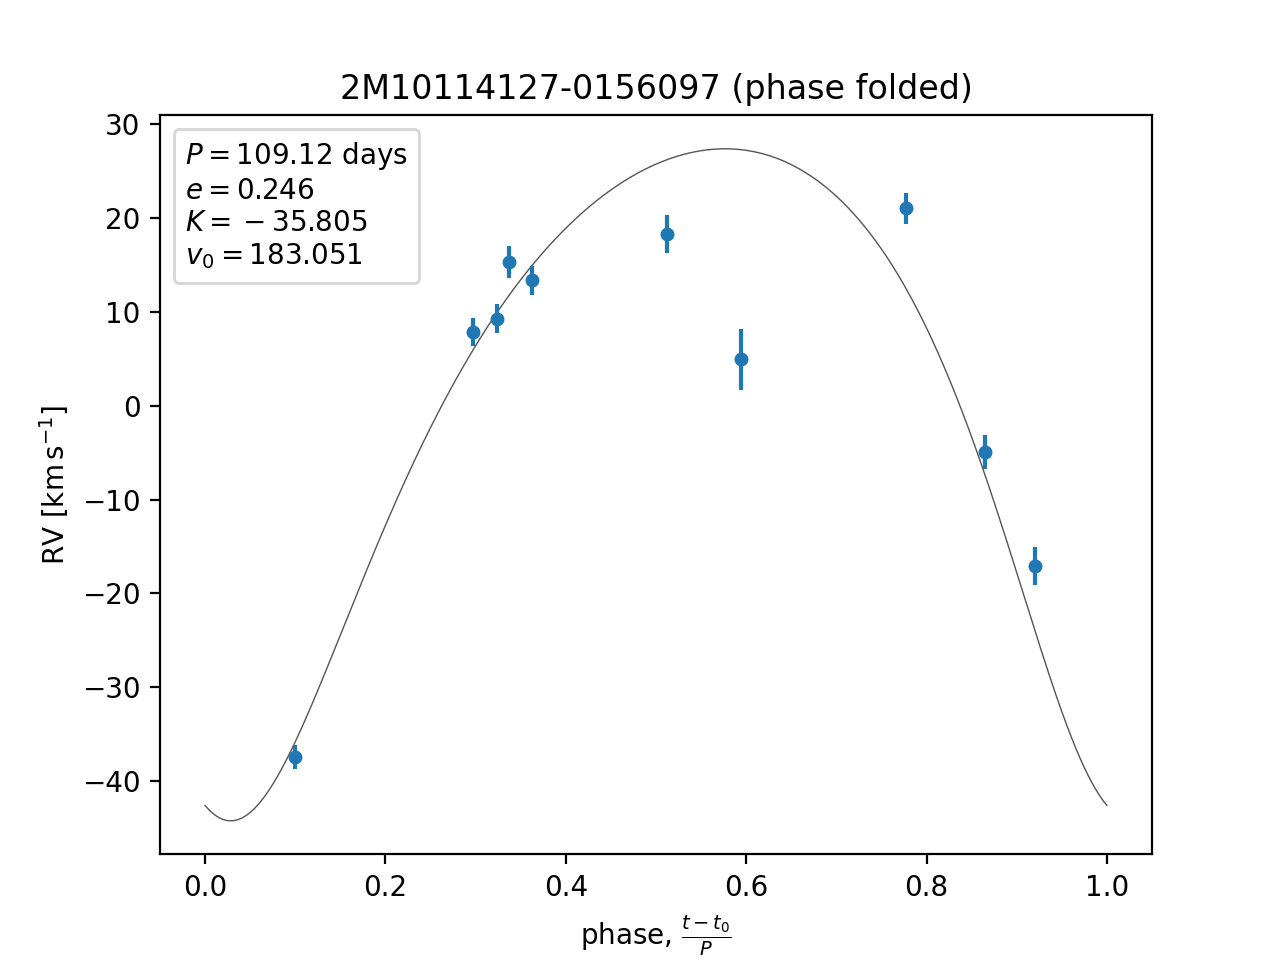 2M10114127-0156097 (phase folded)
P = 109.12 days
e = 0.246
K = −35.805
v₀ = 183.051
30
20
10
0
−10
−20
−30
−40
RV [km s⁻¹]
0.0 0.2 0.4 0.6 0.8 1.0
phase, (t − t₀)/P